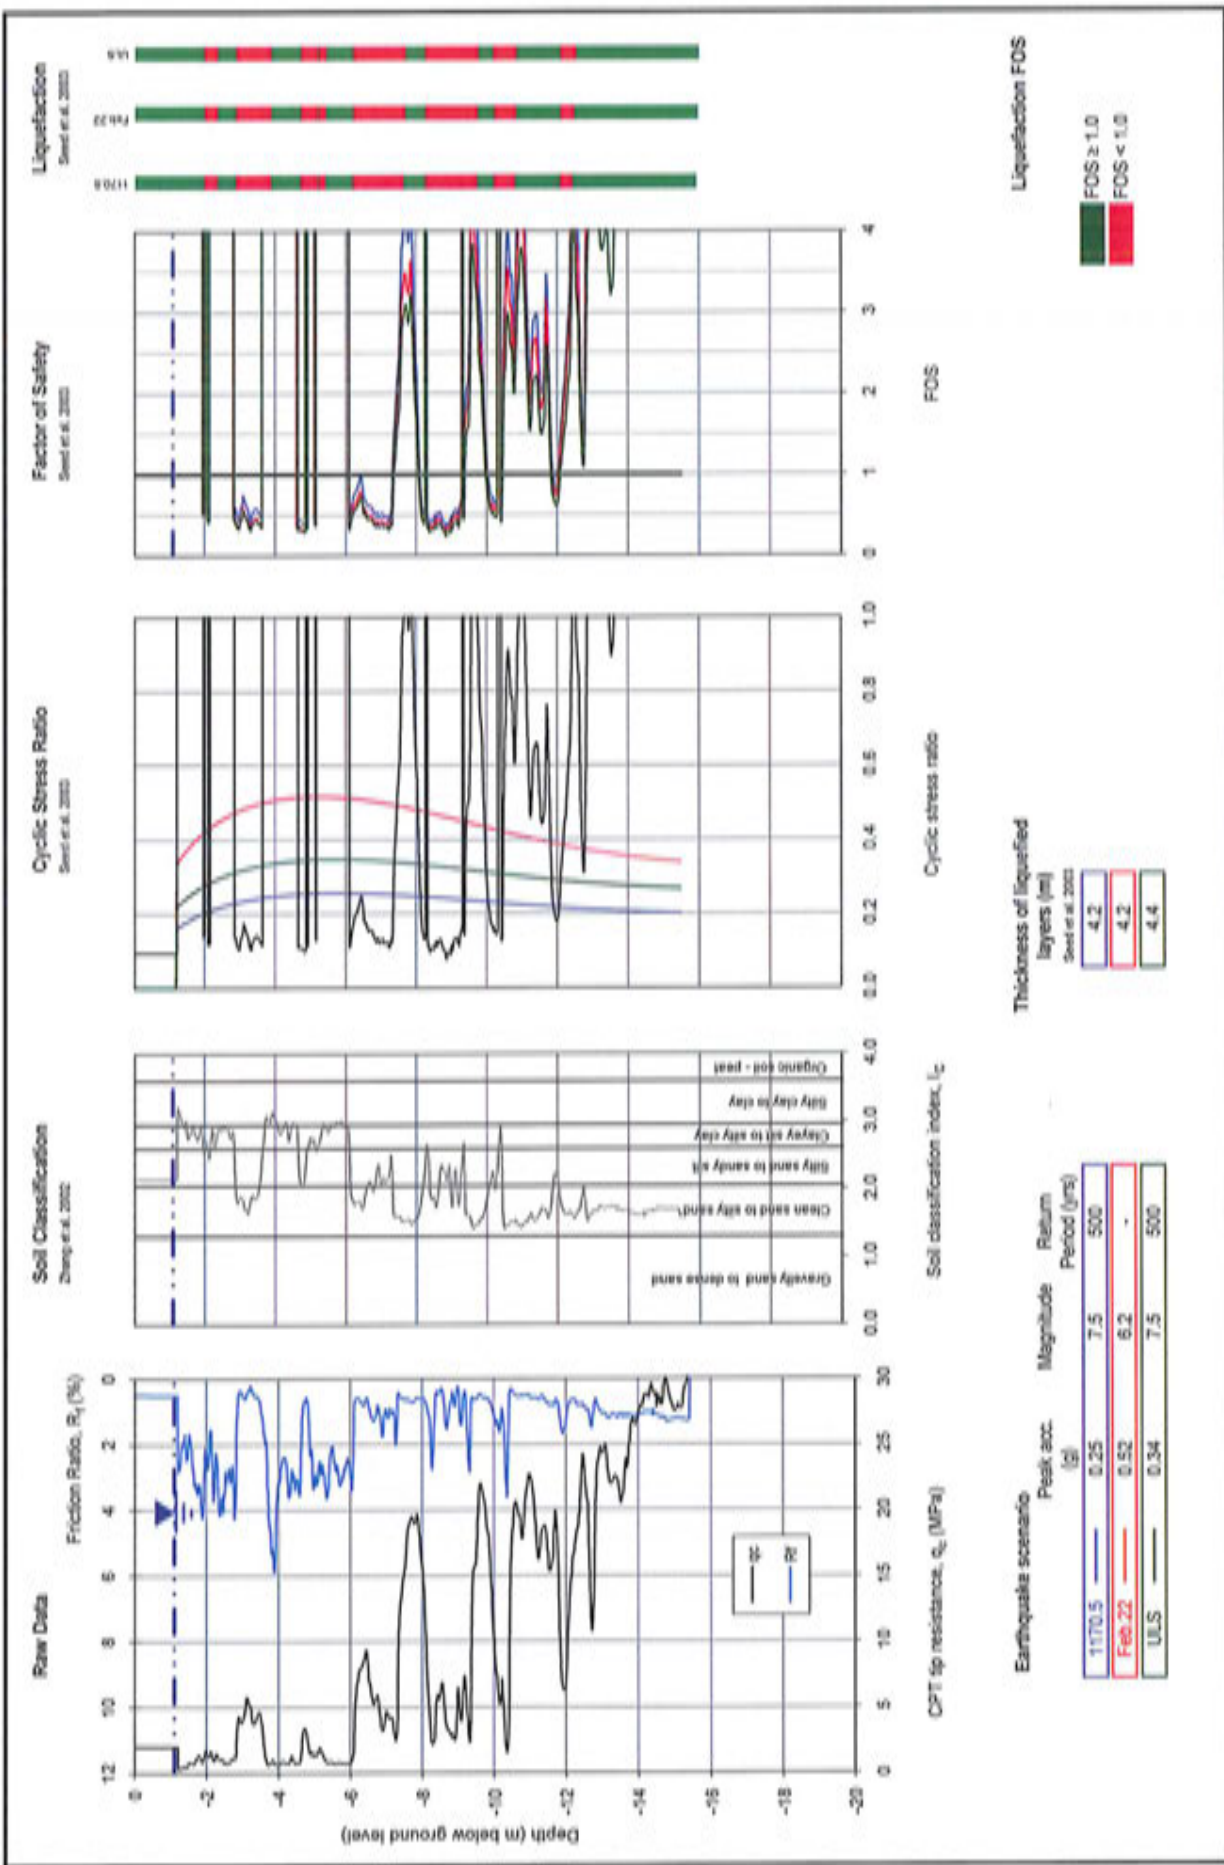 Raw Data
Friction Ratio, Rf (%)
12 10 8 6 4 2 0
0
-2
-4
-6
-8
-10
-12
-14
-16
-18
-20
Depth (m below ground level)
qc
Rf
0 5 10 15 20 25 30
CPT tip resistance, qc (MPa)
Soil Classification
Zhang et al. 2002
Gravelly sand to dense sand
Clean sand to silty sand
Silty sand to sandy silt
Clayey silt to silty clay
Silty clay to clay
Organic soil - peat
0.0 1.0 2.0 3.0 4.0
Soil classification index, Ic
Cyclic Stress Ratio
Seed et al. 2003
0.0 0.2 0.4 0.6 0.8 1.0
Cyclic stress ratio
Factor of Safety
Seed et al. 2003
0 1 2 3 4
FOS
Liquefaction
Seed et al. 2003
1170.5 Feb.22 ULS
Earthquake scenario
Peak acc. (g) Magnitude Return Period (yrs)
1170.5 0.25 7.5 500
Feb.22 0.52 6.2 -
ULS 0.34 7.5 500
Thickness of liquefied
layers (m)
Seed et al. 2003
4.2
4.2
4.4
Liquefaction FOS
FOS ≥ 1.0
FOS < 1.0